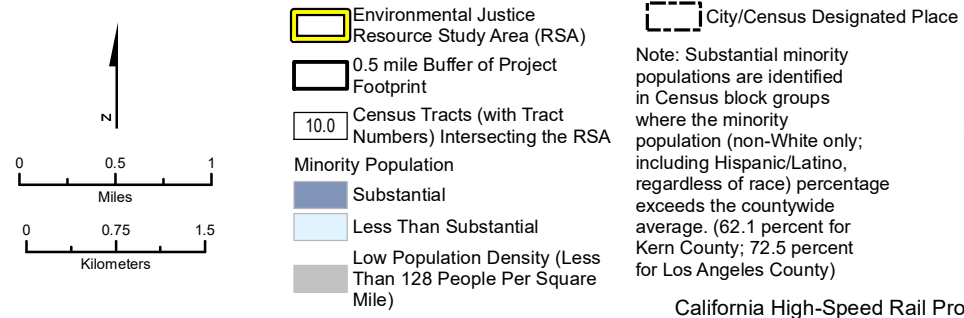 N
0 0.5 1
Miles
0 0.75 1.5
Kilometers
Environmental Justice
Resource Study Area (RSA)
0.5 mile Buffer of Project
Footprint
10.0
Census Tracts (with Tract
Numbers) Intersecting the RSA
Minority Population
Substantial
Less Than Substantial
Low Population Density (Less
Than 128 People Per Square
Mile)
City/Census Designated Place
Note: Substantial minority
populations are identified
in Census block groups
where the minority
population (non-White only;
including Hispanic/Latino,
regardless of race) percentage
exceeds the countywide
average. (62.1 percent for
Kern County; 72.5 percent
for Los Angeles County)
California High-Speed Rail Pro